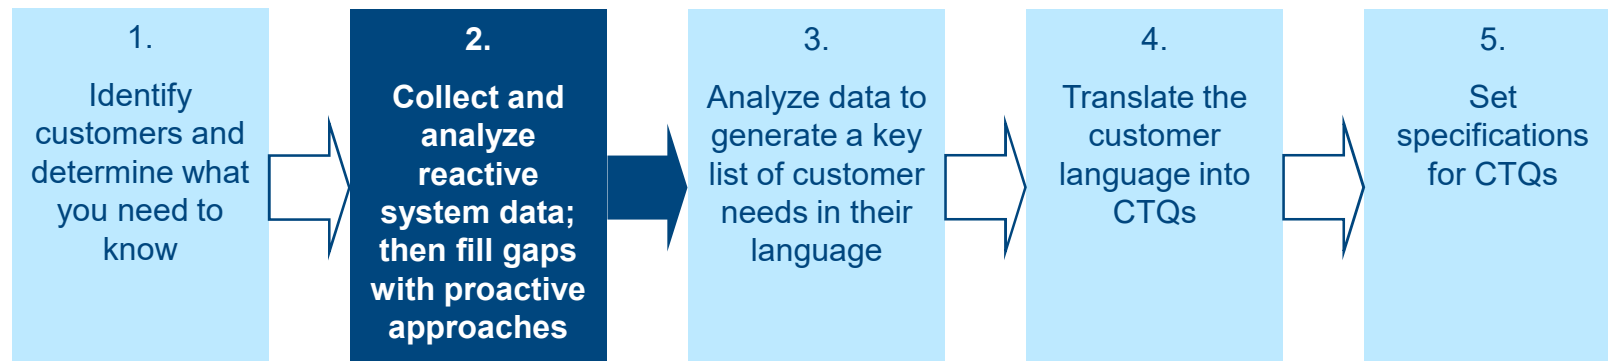 1.
Identify
customers and
determine what
you need to
know
2.
Collect and
analyze
reactive
system data;
then fill gaps
with proactive
approaches
3.
Analyze data to
generate a key
list of customer
needs in their
language
4.
Translate the
customer
language into
CTQs
5.
Set
specifications
for CTQs